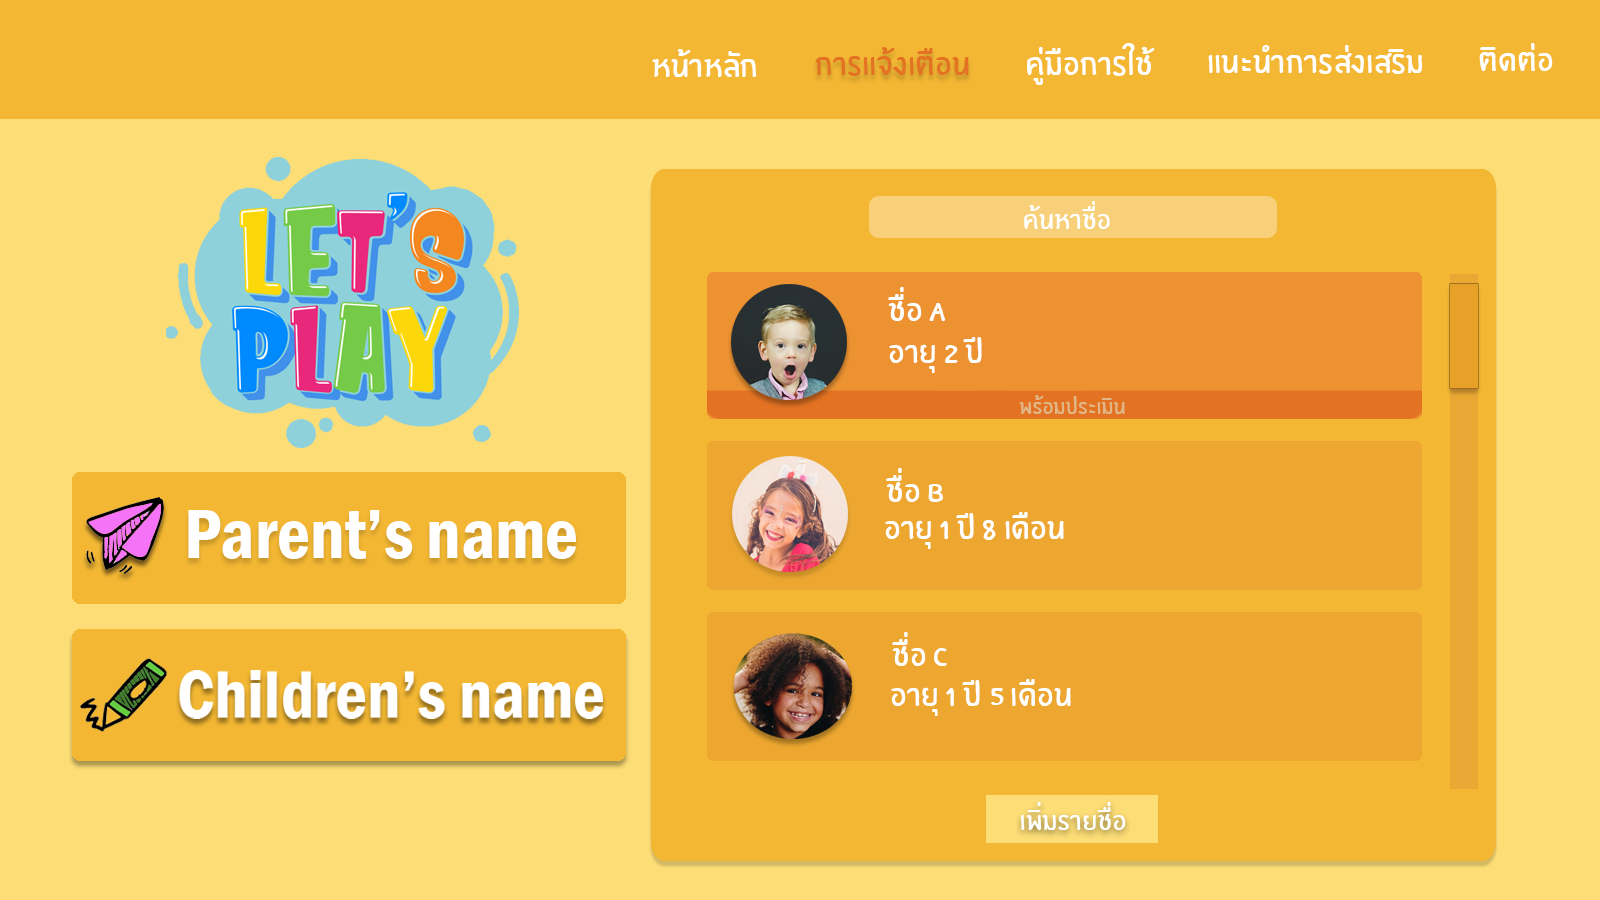 หน้าหลัก การแจ้งเตือน คู่มือการใช้ แนะนำการส่งเสริม ติดต่อ
LET'S
PLAY
Parent's name
Children's name
ค้นหาชื่อ
ชื่อ A
อายุ 2 ปี
พร้อมประเมิน
ชื่อ B
อายุ 1 ปี 8 เดือน
ชื่อ C
อายุ 1 ปี 5 เดือน
เพิ่มรายชื่อ